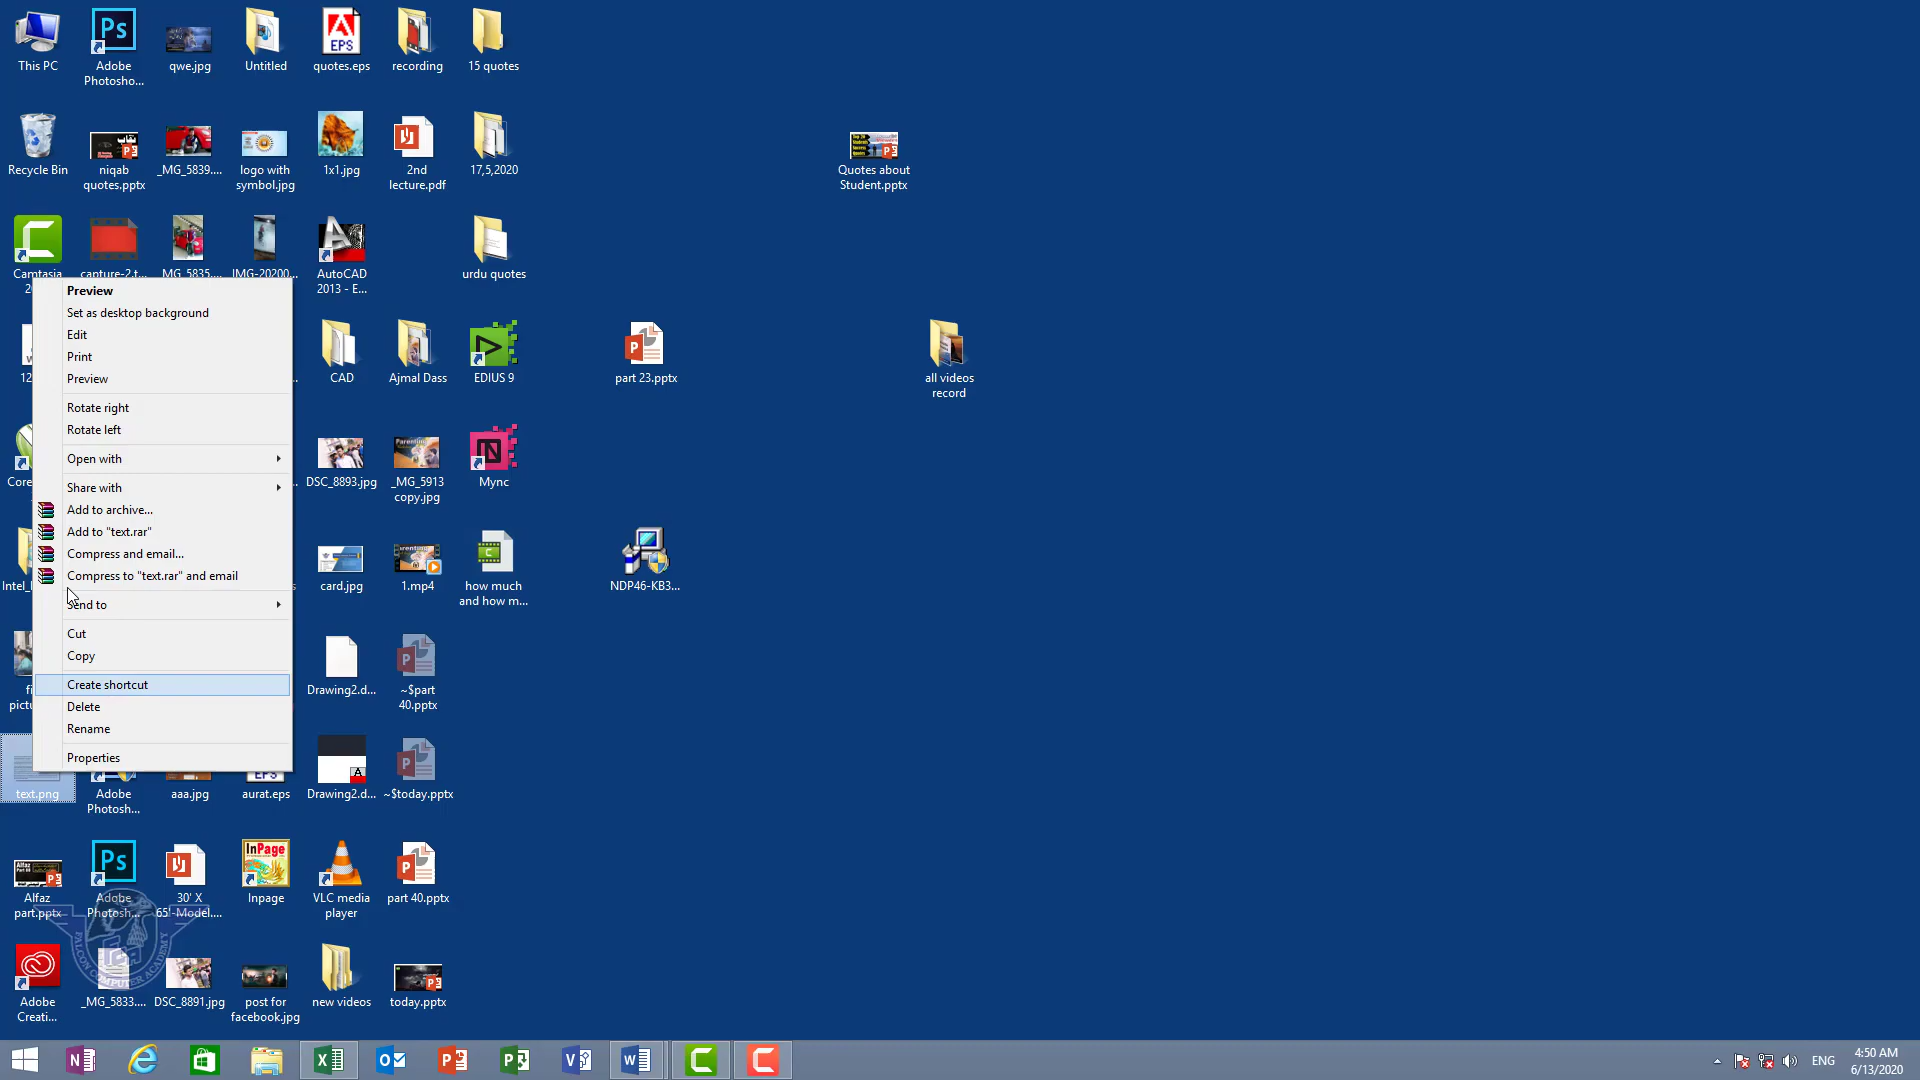 This PC
Adobe
Photosho...
qwe.jpg
Untitled
quotes.eps
recording
15 quotes
Recycle Bin
niqab
quotes.pptx
_MG_5839....
logo with
symbol.jpg
1x1.jpg
2nd
lecture.pdf
17,5,2020
Quotes about
Student.pptx
Camtasia
AutoCAD
2013 - E...
urdu quotes
Preview
Set as desktop background
Edit
Print
Preview
Rotate right
Rotate left
Open with
Share with
Add to archive...
Add to "text.rar"
Compress and email...
Compress to "text.rar" and email
Send to
Cut
Copy
Create shortcut
Delete
Rename
Properties
CAD
Ajmal Dass
EDIUS 9
part 23.pptx
all videos
record
DSC_8893.jpg
_MG_5913
copy.jpg
Mync
card.jpg
1.mp4
how much
and how m...
NDP46-KB3...
Drawing2.d...
~$part
40.pptx
text.png
Adobe
Photosh...
aaa.jpg
aurat.eps
Drawing2.d...
~$today.pptx
Alfaz
part.pptx
Adobe
Photosh...
30' X
65'-Model....
Inpage
VLC media
player
part 40.pptx
FALCON COMPUTER ACADEMY
Adobe
Creati...
_MG_5833....
DSC_8891.jpg
post for
facebook.jpg
new videos
today.pptx
ENG
4:50 AM
6/13/2020